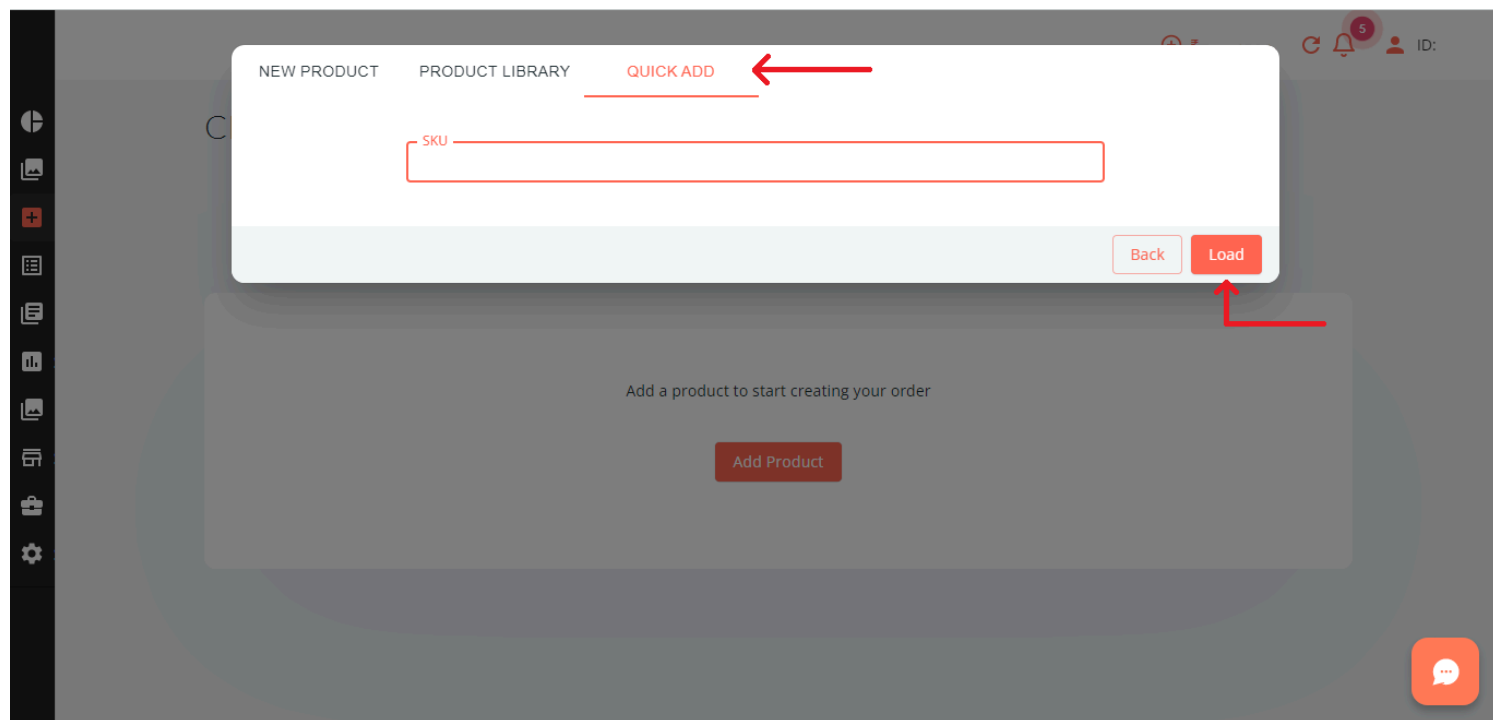 5
ID:
NEW PRODUCT PRODUCT LIBRARY QUICK ADD
C
SKU
Back Load
Add a product to start creating your order
Add Product